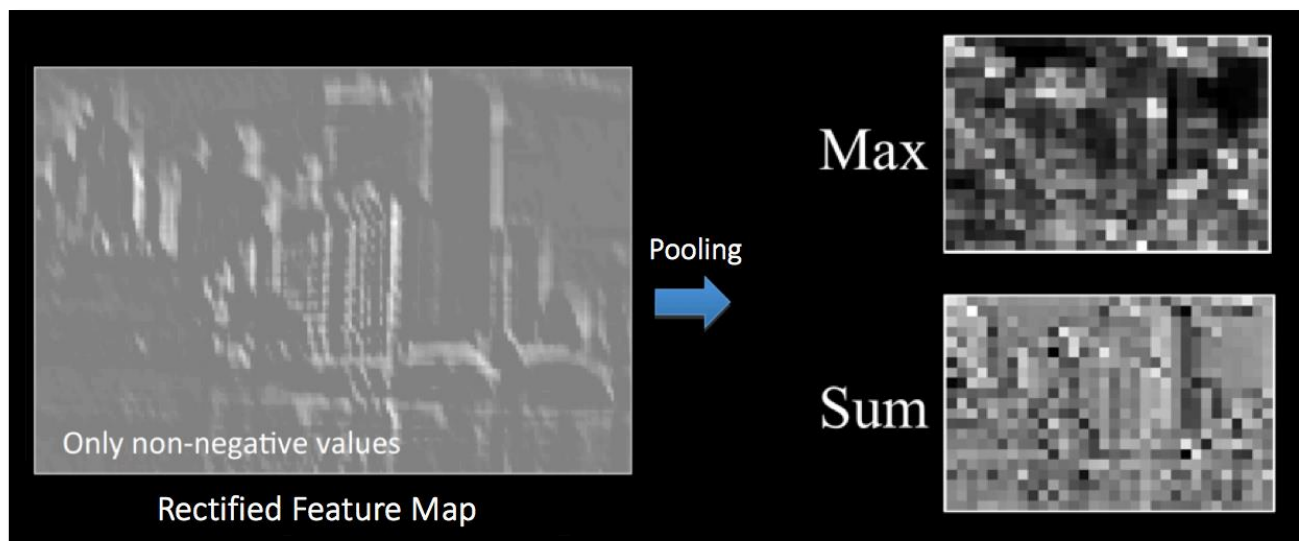 Only non-negative values
Rectified Feature Map
Pooling
Max
Sum